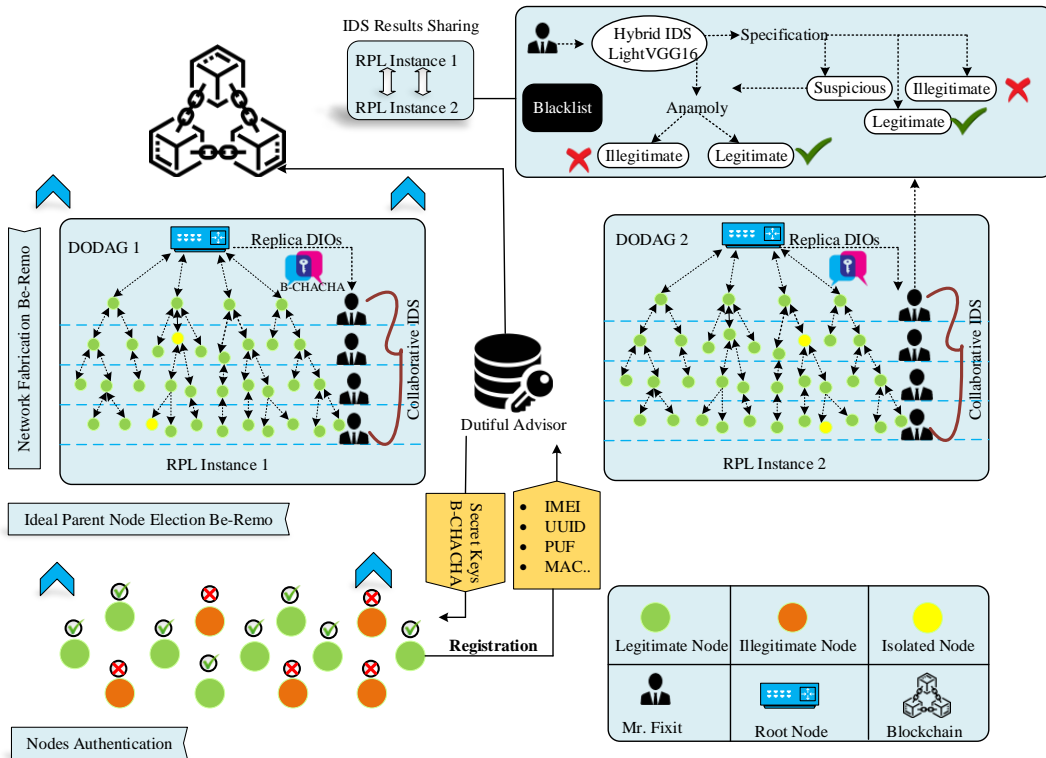 IDS Results Sharing
RPL Instance 1
RPL Instance 2
Hybrid IDS
LightVGG16
Specification
Suspicious
Illegitimate
Legitimate
Blacklist
Anamoly
Illegitimate
Legitimate
Network Fabrication Be-Remo
DODAG 1
Replica DIOs
B-CHACHA
Collaborative IDS
RPL Instance 1
DODAG 2
Replica DIOs
Collaborative IDS
RPL Instance 2
Dutiful Advisor
Ideal Parent Node Election Be-Remo
Secret Keys
B-CHACHA
• IMEI
• UUID
• PUF
• MAC..
Registration
Nodes Authentication
Legitimate Node
Illegitimate Node
Isolated Node
Mr. Fixit
Root Node
Blockchain